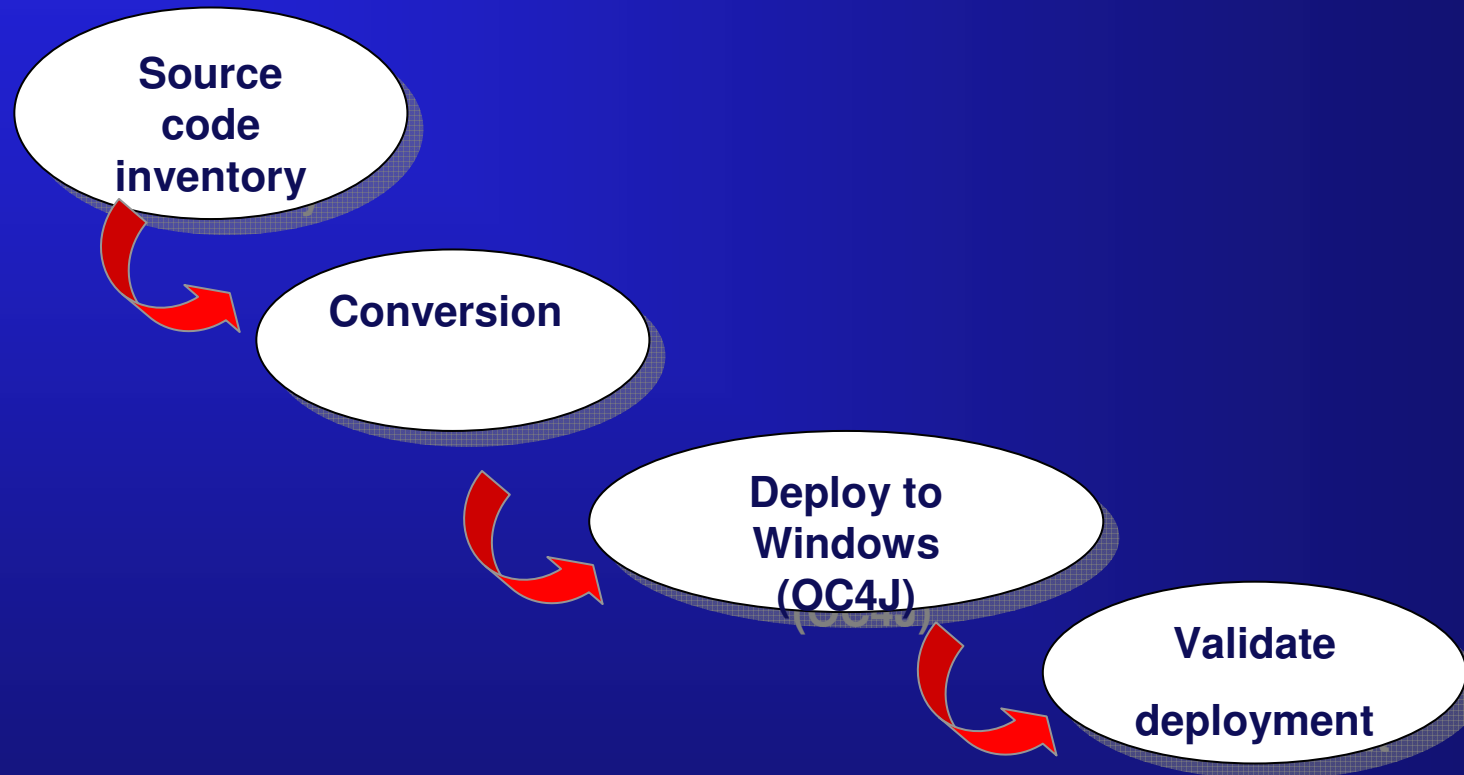 Source
code
inventory
Conversion
Deploy to
Windows
(OC4J)
Validate
deployment